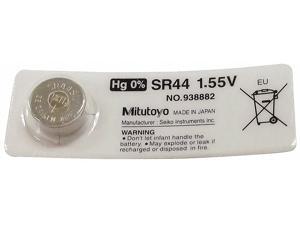 Hg 0% SR44 1.55V
NO.938882
EU
Mitutoyo MADE IN JAPAN
Manufacturer : Seiko Instruments Inc.
WARNING
• Don't let infant handle the
battery. • May explode or leak if
recharged or disposed in fire.